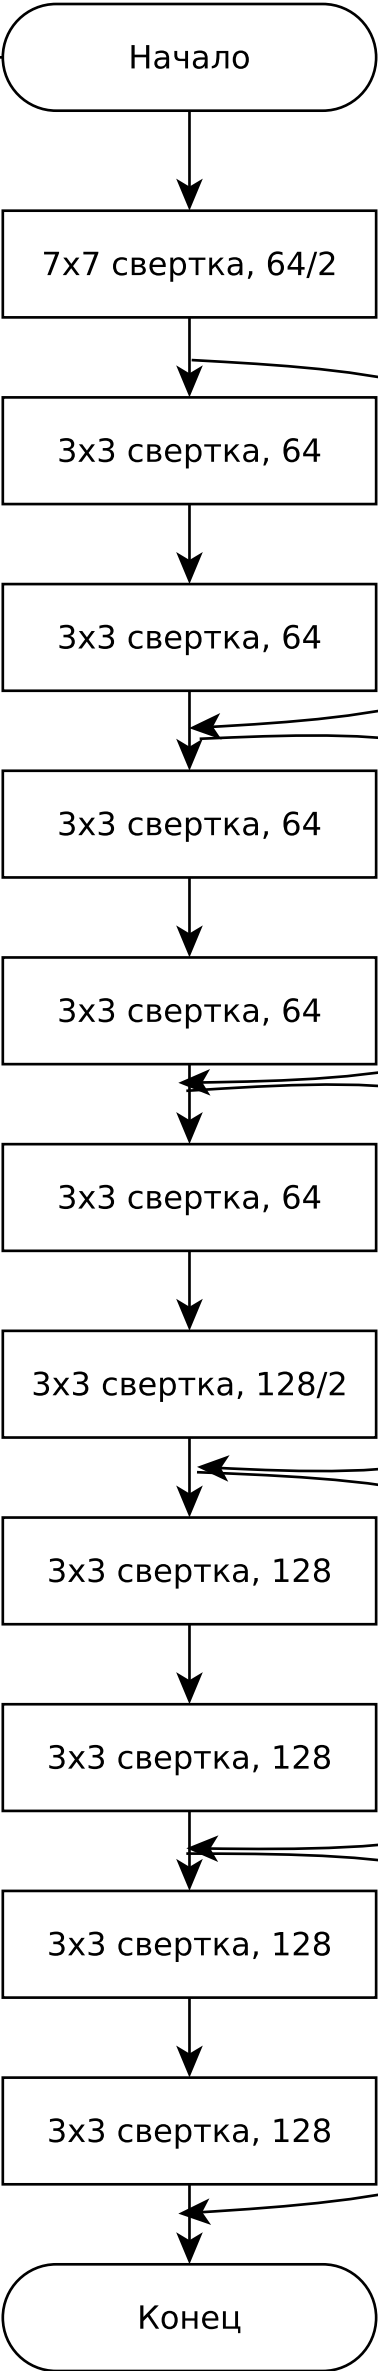 Начало
7x7 свертка, 64/2
3x3 свертка, 64
3x3 свертка, 64
3x3 свертка, 64
3x3 свертка, 64
3x3 свертка, 64
3x3 свертка, 128/2
3x3 свертка, 128
3x3 свертка, 128
3x3 свертка, 128
3x3 свертка, 128
Конец